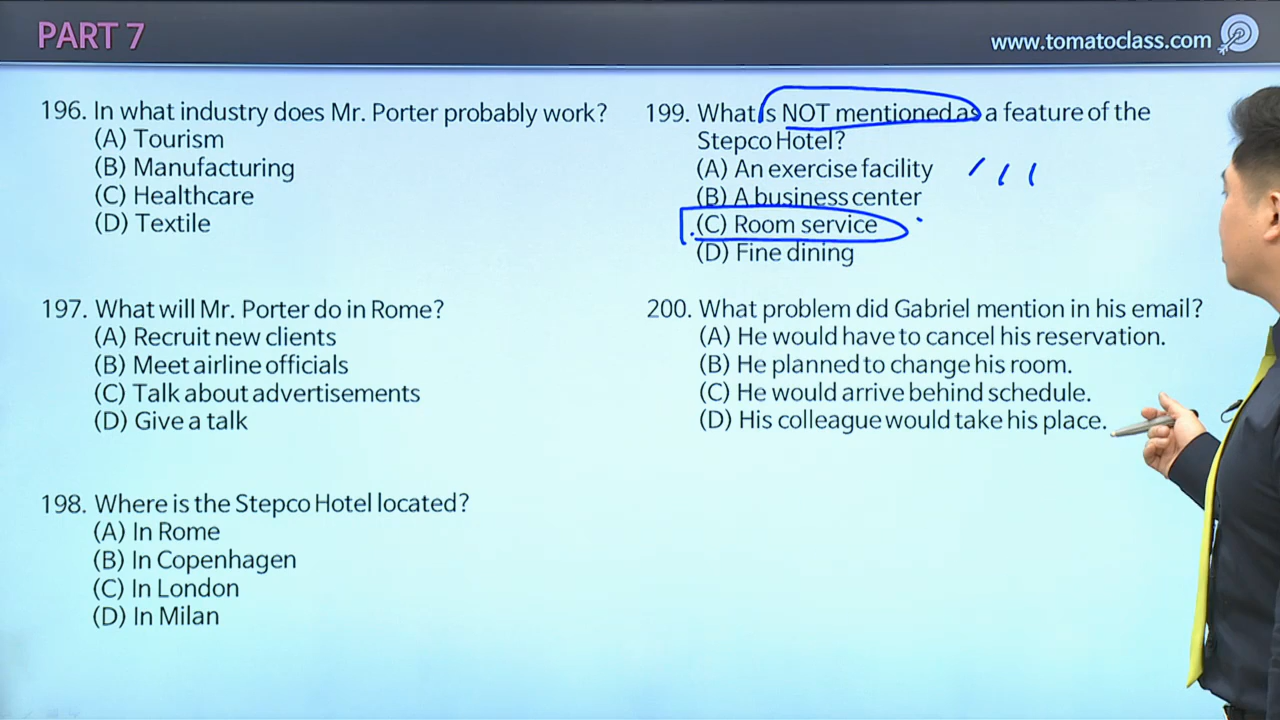 PART 7
www.tomatoclass.com
196. In what industry does Mr. Porter probably work?
(A) Tourism
(B) Manufacturing
(C) Healthcare
(D) Textile
197. What will Mr. Porter do in Rome?
(A) Recruit new clients
(B) Meet airline officials
(C) Talk about advertisements
(D) Give a talk
198. Where is the Stepco Hotel located?
(A) In Rome
(B) In Copenhagen
(C) In London
(D) In Milan
199. What is NOT mentioned as a feature of the
Stepco Hotel?
(A) An exercise facility
(B) A business center
(C) Room service
(D) Fine dining
200. What problem did Gabriel mention in his email?
(A) He would have to cancel his reservation.
(B) He planned to change his room.
(C) He would arrive behind schedule.
(D) His colleague would take his place.